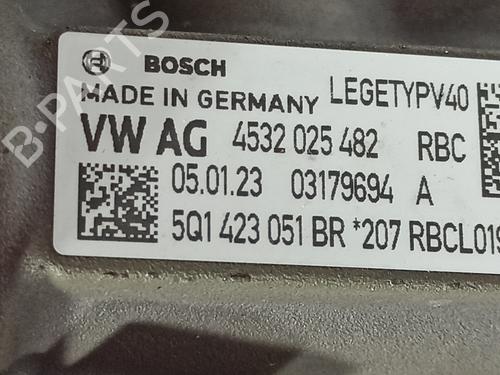 BOSCH
LEGETYPV40
MADE IN GERMANY
VW AG 4532 025 482 RBC
05.01.23 03179694 A
5Q1 423 051 BR *207 RBCL019
B-PARTS